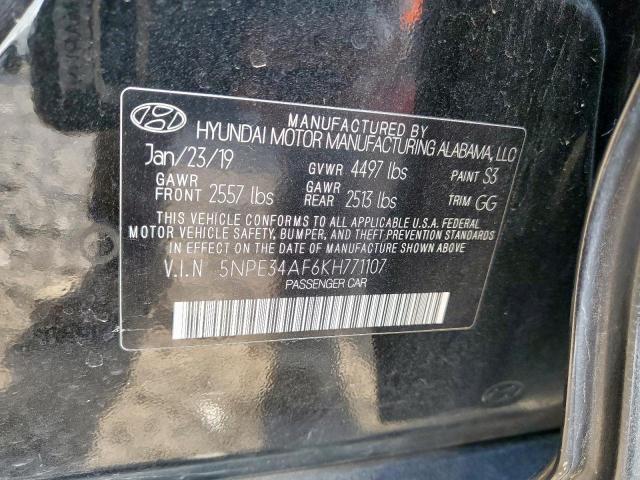 MANUFACTURED BY
HYUNDAI MOTOR MANUFACTURING ALABAMA, LLC
Jan/23/19 GVWR 4497 lbs PAINT S3
GAWR FRONT 2557 lbs GAWR REAR 2513 lbs TRIM GG
THIS VEHICLE CONFORMS TO ALL APPLICABLE U.S.A. FEDERAL
MOTOR VEHICLE SAFETY, BUMPER, AND THEFT PREVENTION
STANDARDS IN EFFECT ON THE DATE OF MANUFACTURE SHOWN ABOVE
V.I.N 5NPE34AF6KH771107
PASSENGER CAR